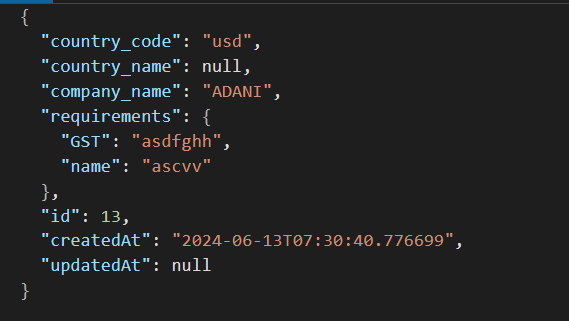 {
"country_code": "usd",
"country_name": null,
"company_name": "ADANI",
"requirements": {
"GST": "asdfghh",
"name": "ascvv"
},
"id": 13,
"createdAt": "2024-06-13T07:30:40.776699",
"updatedAt": null
}